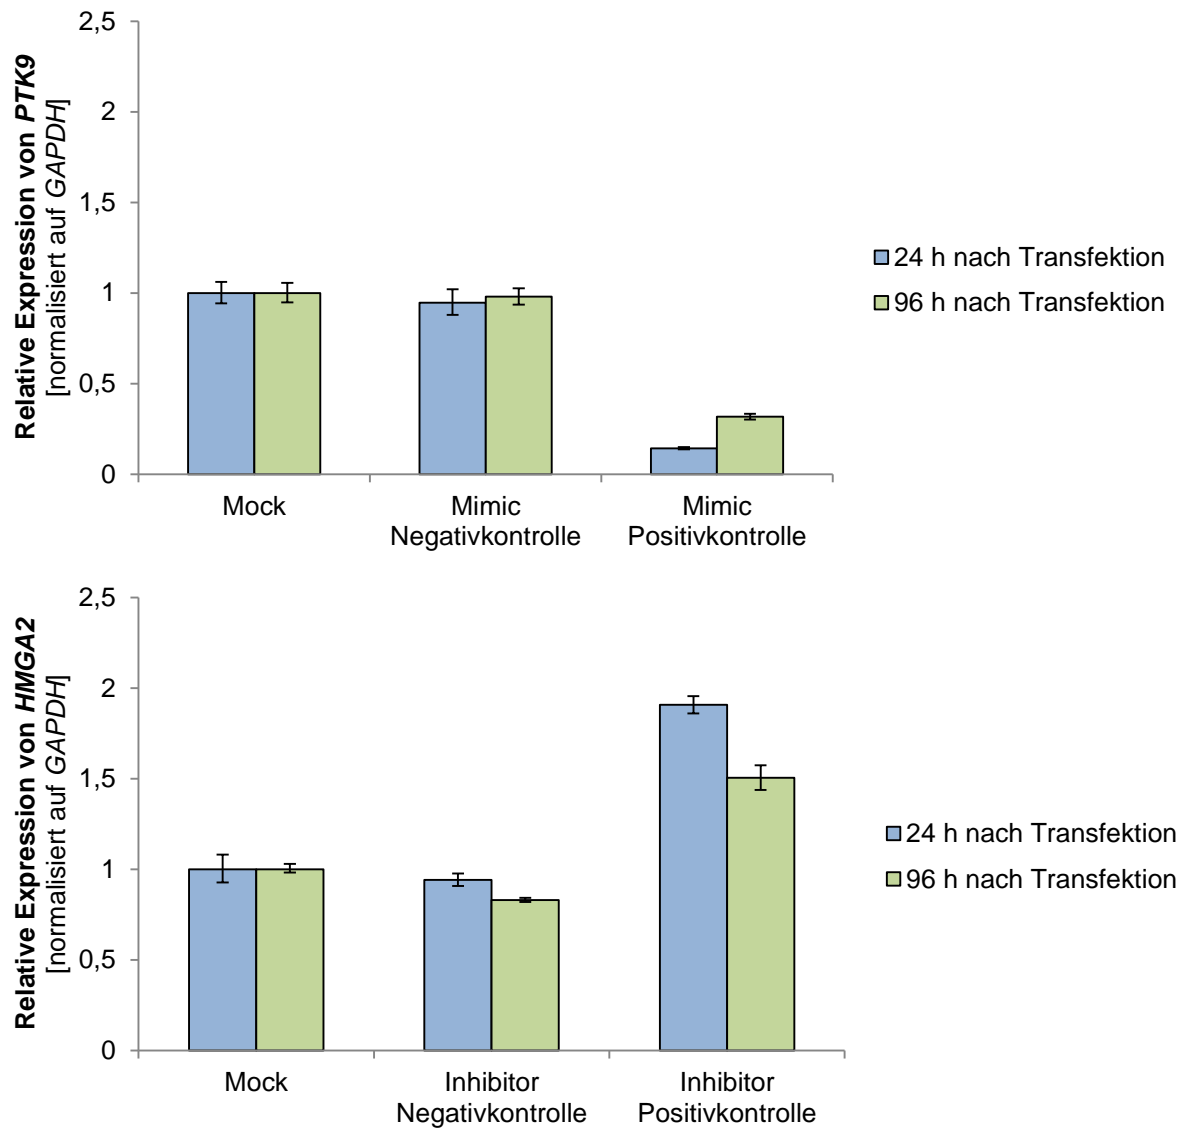 Relative Expression von PTK9
[normalisiert auf GAPDH]
2,5
2
1,5
1
0,5
0
Mock
Mimic
Negativkontrolle
Mimic
Positivkontrolle
24 h nach Transfektion
96 h nach Transfektion
Relative Expression von HMGA2
[normalisiert auf GAPDH]
2,5
2
1,5
1
0,5
0
Mock
Inhibitor
Negativkontrolle
Inhibitor
Positivkontrolle
24 h nach Transfektion
96 h nach Transfektion